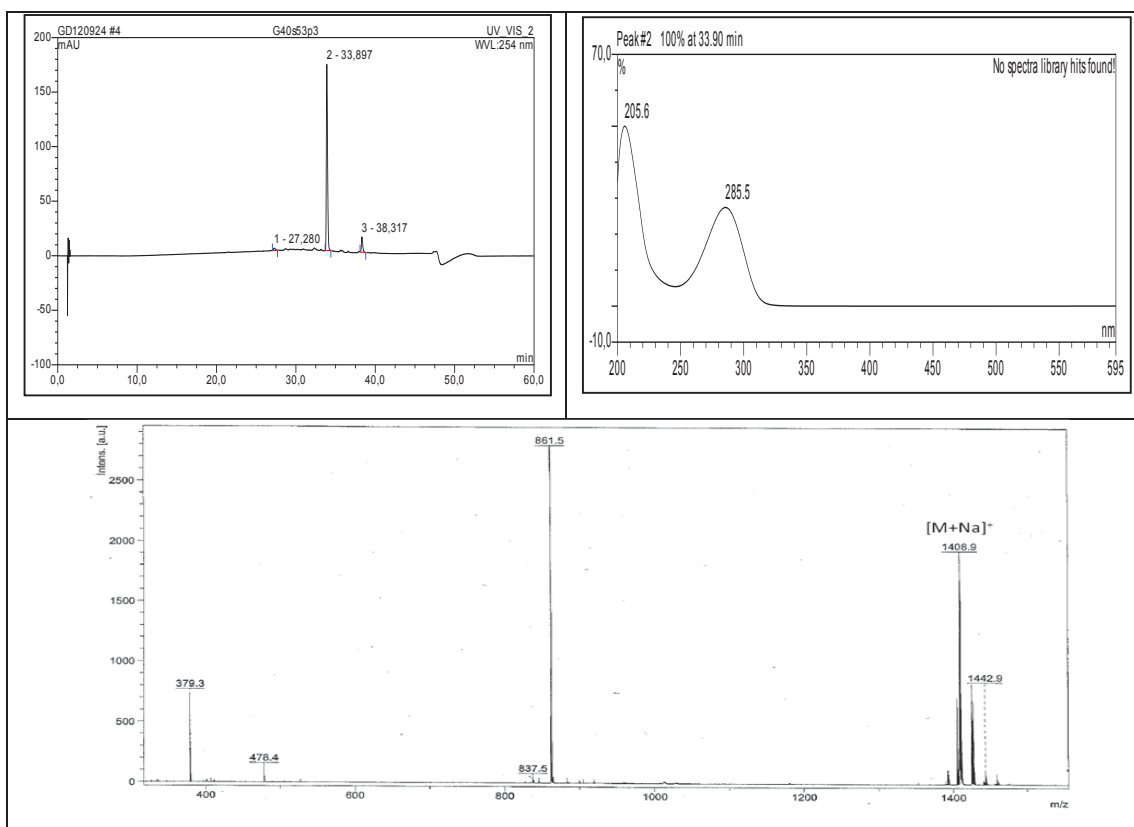 GD120924 #4 G40s53p3 UV_VIS_2
mAU WVL:254 nm
200
150
100
50
0
-50
-100
2 - 33,897
1 - 27,280
3 - 38,317
min
0,0 10,0 20,0 30,0 40,0 50,0 60,0
Peak #2 100% at 33.90 min
70,0
%
No spectra library hits found!
205.6
285.5
-10,0
nm
200 250 300 350 400 450 500 550 595
Intens. [a.u.]
2500
2000
1500
1000
500
0
861.5
[M+Na]+
1408.9
1442.9
379.3
478.4
837.5
400 600 800 1000 1200 1400
m/z